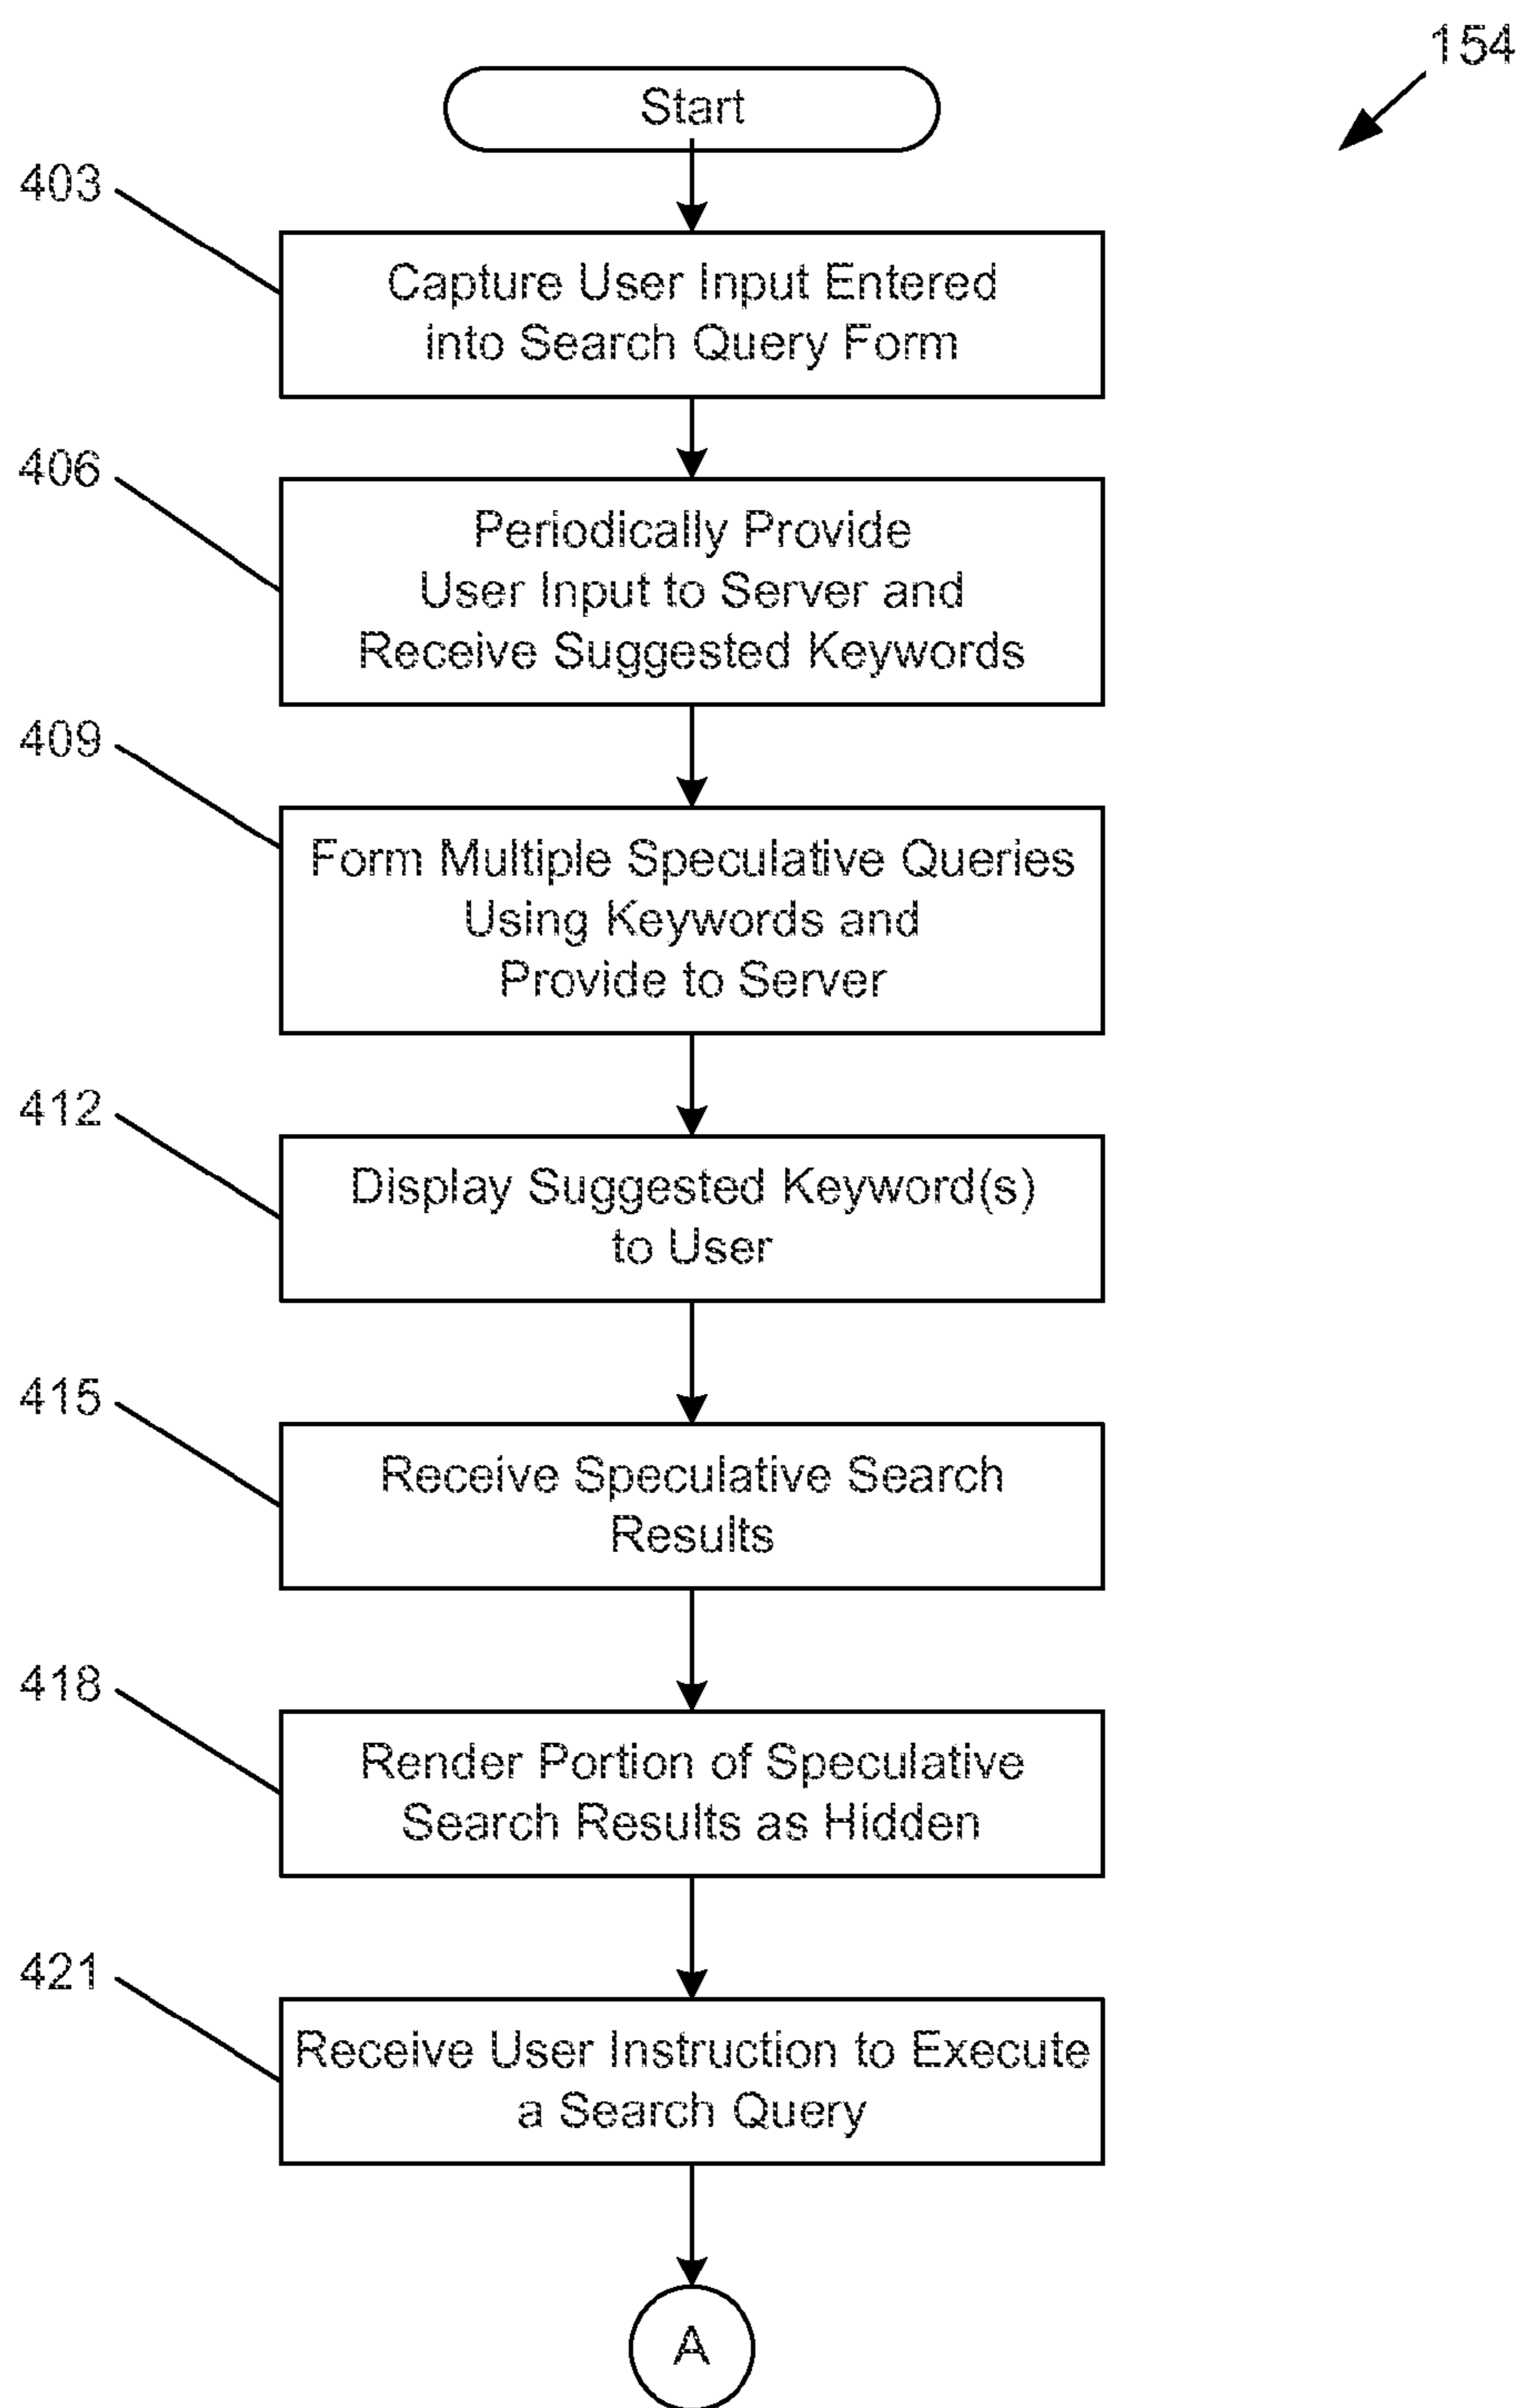 154
Start
403
Capture User Input Entered
into Search Query Form
406
Periodically Provide
User Input to Server and
Receive Suggested Keywords
409
Form Multiple Speculative Queries
Using Keywords and
Provide to Server
412
Display Suggested Keyword(s)
to User
415
Receive Speculative Search
Results
418
Render Portion of Speculative
Search Results as Hidden
421
Receive User Instruction to Execute
a Search Query
A